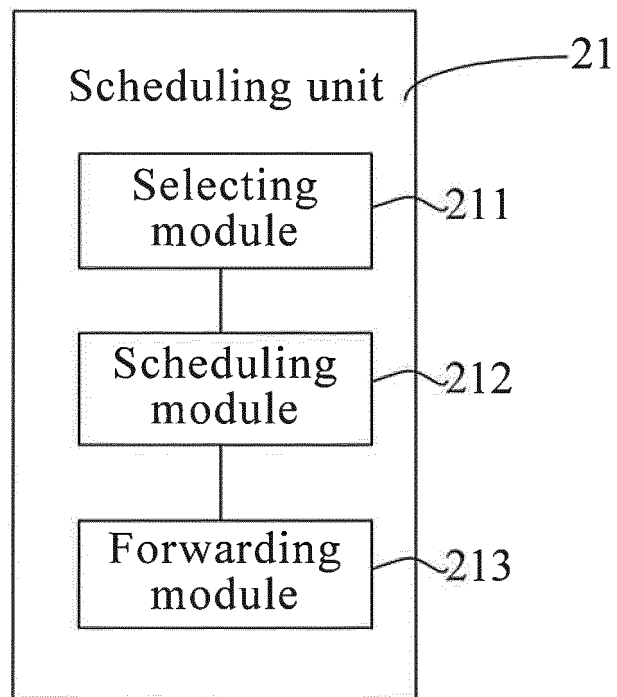 21
Scheduling unit
Selecting
module
211
Scheduling
module
212
Forwarding
module
213